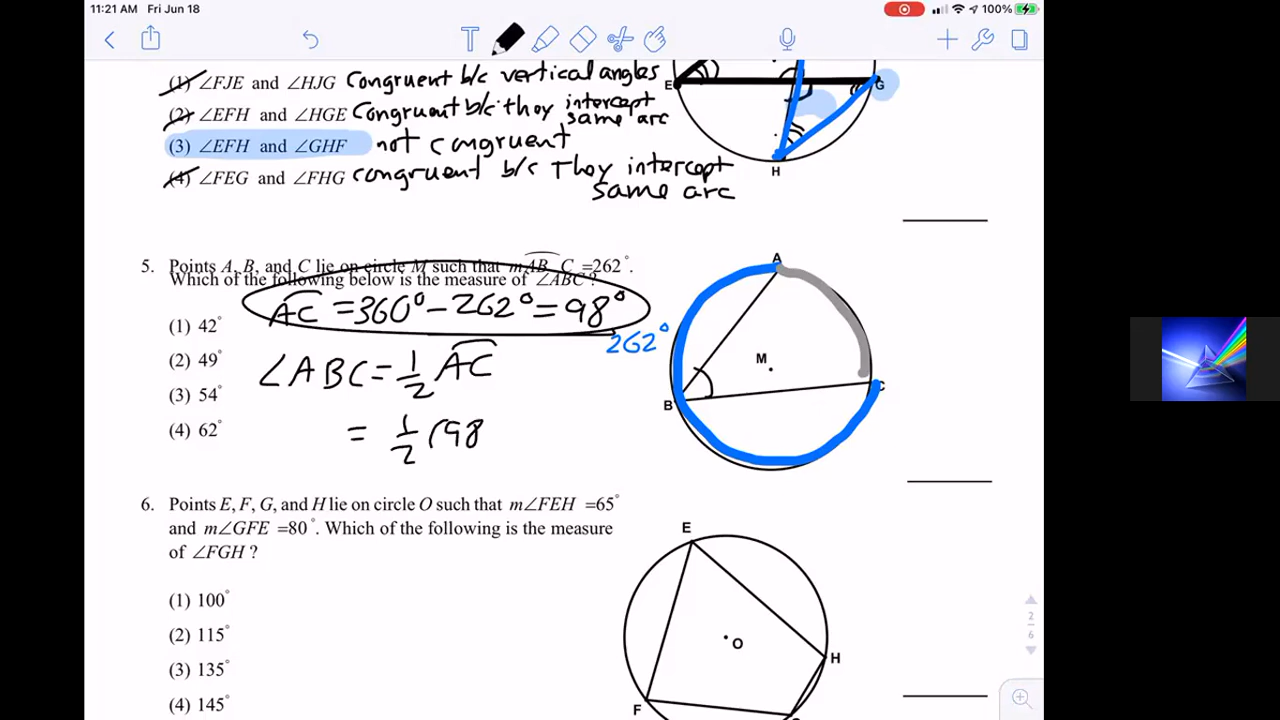 11:21 AM Fri Jun 18
100%
T
(1) ∠FJE and ∠HJG Congruent b/c vertical angles
(2) ∠EFH and ∠HGE Congruent b/c they intercept same arc
(3) ∠EFH and ∠GHF not congruent
(4) ∠FEG and ∠FHG congruent b/c They intercept same arc
E
G
H
5. Points A, B, and C lie on circle M such that mAB C =262°.
Which of the following below is the measure of ∠ABC?
AC = 360° - 262° = 98°
(1) 42°
(2) 49°
(3) 54°
(4) 62°
∠ABC = 1/2 AC
= 1/2 (98
262°
A
M
B
C
6. Points E, F, G, and H lie on circle O such that m∠FEH =65°
and m∠GFE =80°. Which of the following is the measure
of ∠FGH ?
(1) 100°
(2) 115°
(3) 135°
(4) 145°
E
O
H
F
2
6